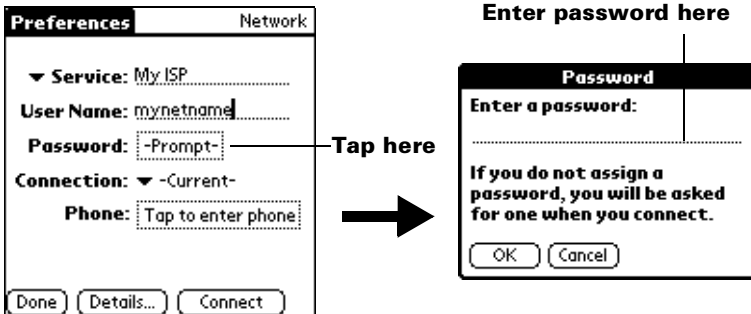 Enter password here
Preferences Network
Service: My ISP
User Name: mynetname
Password: -Prompt-
Tap here
Connection: -Current-
Phone: Tap to enter phone
Done Details... Connect
Password
Enter a password:
If you do not assign a
password, you will be asked
for one when you connect.
OK Cancel